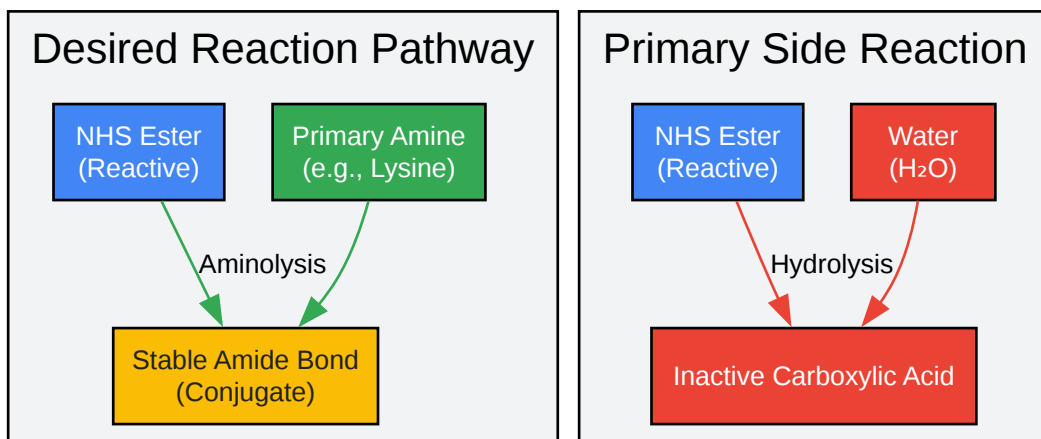 Desired Reaction Pathway
NHS Ester
(Reactive)
Primary Amine
(e.g., Lysine)
Aminolysis
Stable Amide Bond
(Conjugate)
Primary Side Reaction
NHS Ester
(Reactive)
Water
(H₂O)
Hydrolysis
Inactive Carboxylic Acid